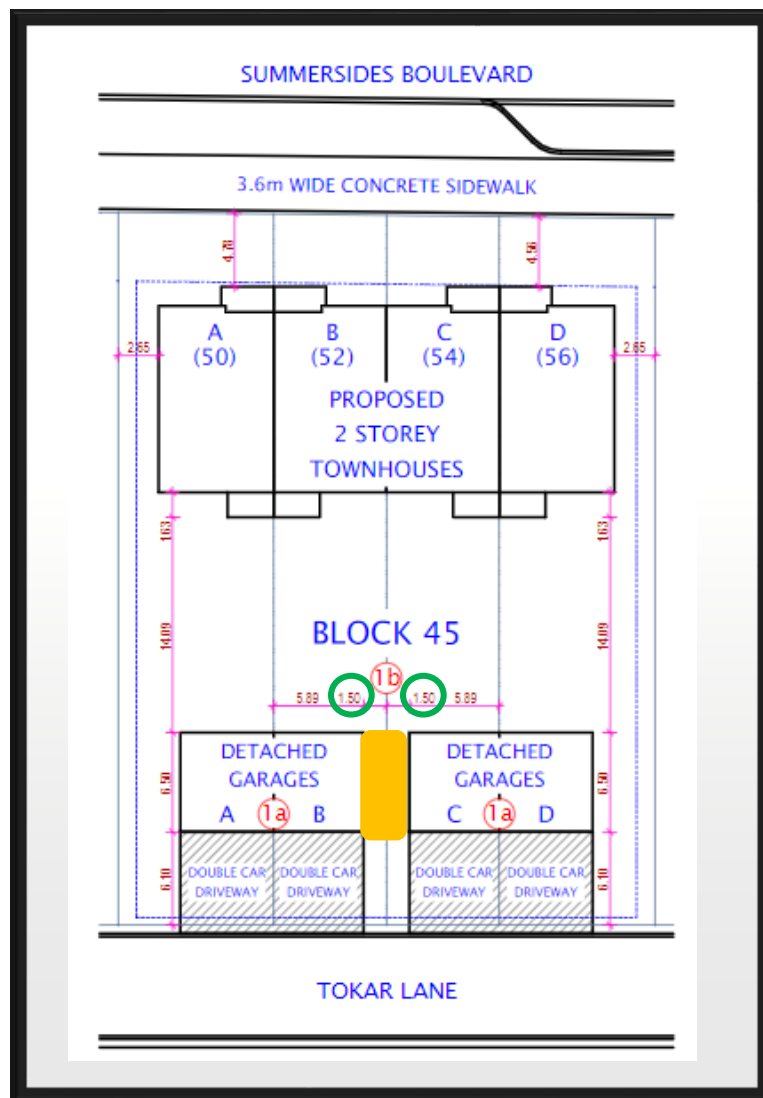 SUMMERSIDES BOULEVARD
3.6m WIDE CONCRETE SIDEWALK
4.78 4.56
A B C D
(50) (52) (54) (56)
2.65 2.65
PROPOSED
2 STOREY
TOWNHOUSES
1.63 1.63
14.09 14.09
BLOCK 45
1b
5.89 1.50 1.50 5.89
DETACHED DETACHED
GARAGES GARAGES
6.50 6.50
A 1a B C 1a D
DOUBLE CAR DOUBLE CAR DOUBLE CAR DOUBLE CAR
DRIVEWAY DRIVEWAY DRIVEWAY DRIVEWAY
6.10 6.10
TOKAR LANE